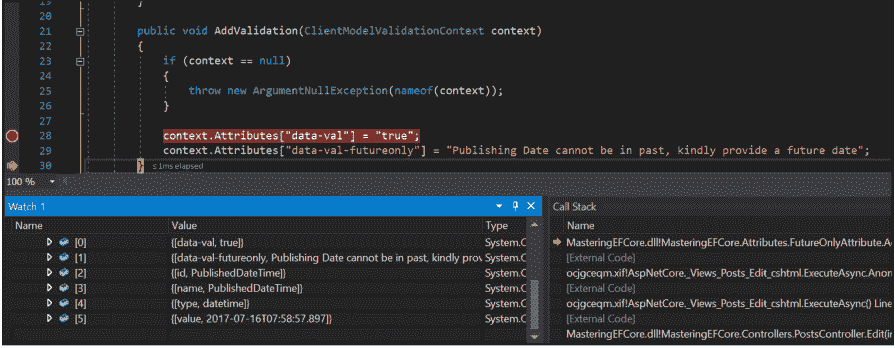 19 }
20
21 public void AddValidation(ClientModelValidationContext context)
22 {
23 if (context == null)
24 {
25 throw new ArgumentNullException(nameof(context));
26 }
27
28 context.Attributes["data-val"] = "true";
29 context.Attributes["data-val-futureonly"] = "Publishing Date cannot be in past, kindly provide a future date";
30 } ≤1ms elapsed
100 %
Watch 1
Name Value Type
[0] {[data-val, true]} System.C
[1] {[data-val-futureonly, Publishing Date cannot be in past, kindly prov System.C
[2] {[id, PublishedDateTime]} System.C
[3] {[name, PublishedDateTime]} System.C
[4] {[type, datetime]} System.C
[5] {[value, 2017-07-16T07:58:57.897]} System.C
Call Stack
Name
MasteringEFCore.dll!MasteringEFCore.Attributes.FutureOnlyAttribute.A
[External Code]
ocjgceqm.xif!AspNetCore._Views_Posts_Edit_cshtml.ExecuteAsync.Anon
[External Code]
ocjgceqm.xif!AspNetCore._Views_Posts_Edit_cshtml.ExecuteAsync() Line
[External Code]
MasteringEFCore.dll!MasteringEFCore.Controllers.PostsController.Edit(in